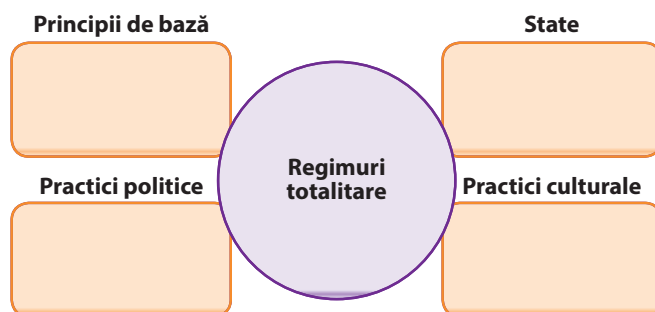 Principii de bază
State
Regimuri
totalitare
Practici politice
Practici culturale